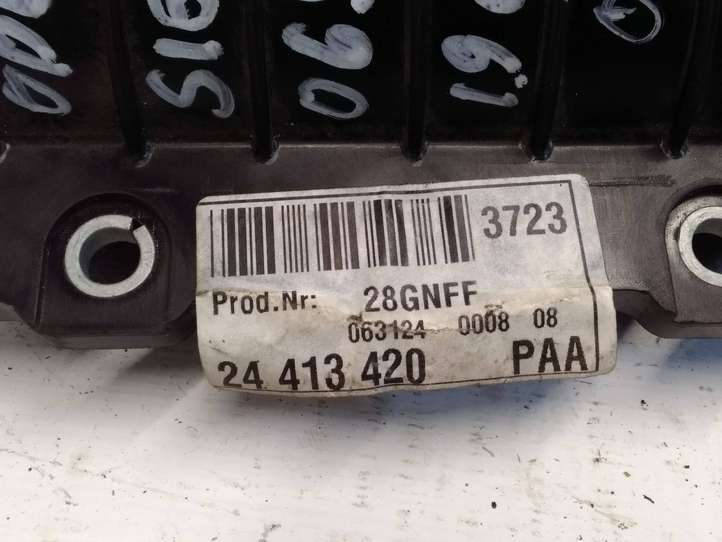 3723
Prod.Nr: 28GNFF
063124 0008 08
24 413 420 PAA